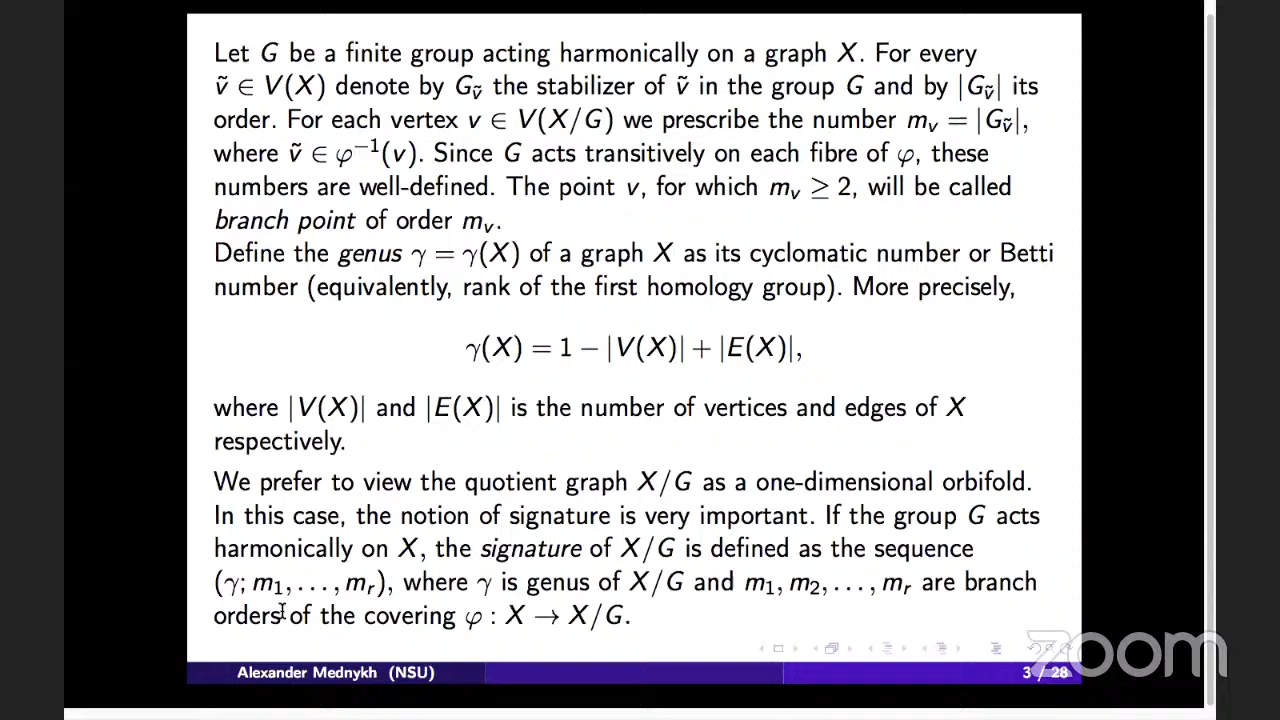 Let G be a finite group acting harmonically on a graph X. For every
ṽ ∈ V(X) denote by G_ṽ the stabilizer of ṽ in the group G and by |G_ṽ| its
order. For each vertex v ∈ V(X/G) we prescribe the number m_v = |G_ṽ|,
where ṽ ∈ φ⁻¹(v). Since G acts transitively on each fibre of φ, these
numbers are well-defined. The point v, for which m_v ≥ 2, will be called
branch point of order m_v.
Define the genus γ = γ(X) of a graph X as its cyclomatic number or Betti
number (equivalently, rank of the first homology group). More precisely,
γ(X) = 1 − |V(X)| + |E(X)|,
where |V(X)| and |E(X)| is the number of vertices and edges of X
respectively.
We prefer to view the quotient graph X/G as a one-dimensional orbifold.
In this case, the notion of signature is very important. If the group G acts
harmonically on X, the signature of X/G is defined as the sequence
(γ; m₁, . . . , m_r), where γ is genus of X/G and m₁, m₂, . . . , m_r are branch
orders of the covering φ : X → X/G.
Alexander Mednykh (NSU)
3 / 28
zoom